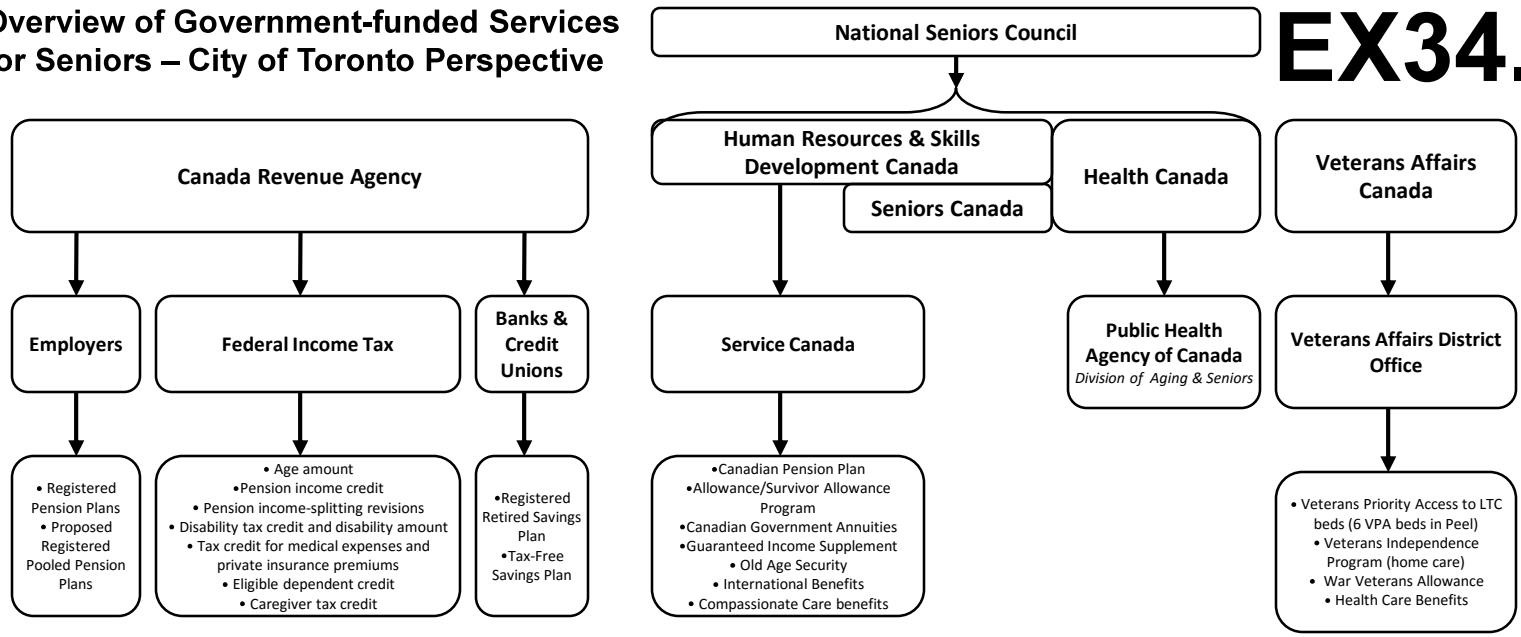 Overview of Government-funded Services
or Seniors – City of Toronto Perspective
National Seniors Council
EX34.
Canada Revenue Agency
Human Resources & Skills
Development Canada
Seniors Canada
Health Canada
Veterans Affairs
Canada
Employers
Federal Income Tax
Banks &
Credit
Unions
Service Canada
Public Health
Agency of Canada
Division of Aging & Seniors
Veterans Affairs District
Office
• Registered
Pension Plans
• Proposed
Registered
Pooled Pension
Plans
• Age amount
•Pension income credit
• Pension income-splitting revisions
• Disability tax credit and disability amount
• Tax credit for medical expenses and
private insurance premiums
• Eligible dependent credit
• Caregiver tax credit
•Registered
Retired Savings
Plan
•Tax-Free
Savings Plan
•Canadian Pension Plan
•Allowance/Survivor Allowance
Program
•Canadian Government Annuities
•Guaranteed Income Supplement
• Old Age Security
• International Benefits
• Compassionate Care benefits
• Veterans Priority Access to LTC
beds (6 VPA beds in Peel)
• Veterans Independence
Program (home care)
• War Veterans Allowance
• Health Care Benefits